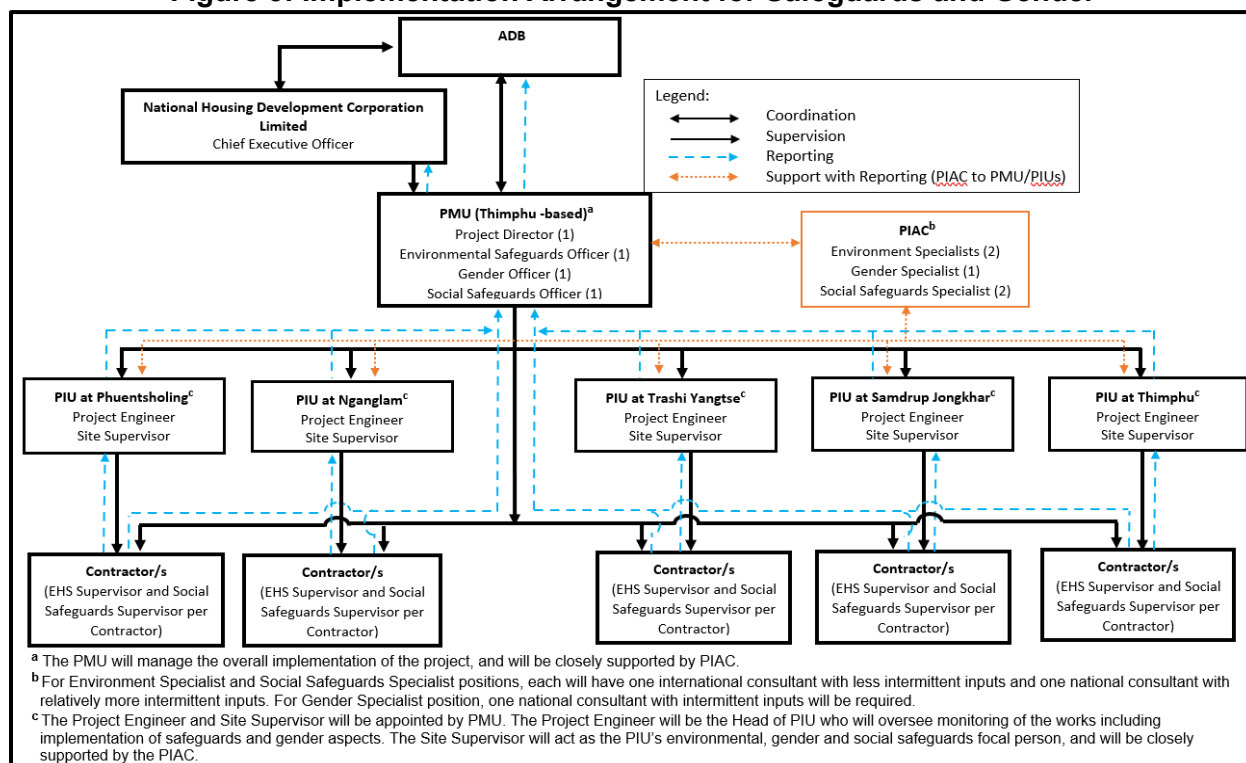 Figure 3: Implementation Arrangement for Safeguards and Gender
ADB
National Housing Development Corporation
Limited
Chief Executive Officer
Legend:
Coordination
Supervision
Reporting
Support with Reporting (PIAC to PMU/PIUs)
PMU (Thimphu -based)a
Project Director (1)
Environmental Safeguards Officer (1)
Gender Officer (1)
Social Safeguards Officer (1)
PIACb
Environment Specialists (2)
Gender Specialist (1)
Social Safeguards Specialist (2)
PIU at Phuentsholingc
Project Engineer
Site Supervisor
PIU at Nganglamc
Project Engineer
Site Supervisor
PIU at Trashi Yangtsec
Project Engineer
Site Supervisor
PIU at Samdrup Jongkharc
Project Engineer
Site Supervisor
PIU at Thimphuc
Project Engineer
Site Supervisor
Contractor/s
(EHS Supervisor and Social
Safeguards Supervisor per
Contractor)
Contractor/s
(EHS Supervisor and Social
Safeguards Supervisor per
Contractor)
Contractor/s
(EHS Supervisor and Social
Safeguards Supervisor per
Contractor)
Contractor/s
(EHS Supervisor and Social
Safeguards Supervisor per
Contractor)
Contractor/s
(EHS Supervisor and Social
Safeguards Supervisor per
Contractor)
a The PMU will manage the overall implementation of the project, and will be closely supported by PIAC.
b For Environment Specialist and Social Safeguards Specialist positions, each will have one international consultant with less intermittent inputs and one national consultant with
relatively more intermittent inputs. For Gender Specialist position, one national consultant with intermittent inputs will be required.
c The Project Engineer and Site Supervisor will be appointed by PMU. The Project Engineer will be the Head of PIU who will oversee monitoring of the works including
implementation of safeguards and gender aspects. The Site Supervisor will act as the PIU's environmental, gender and social safeguards focal person, and will be closely
supported by the PIAC.